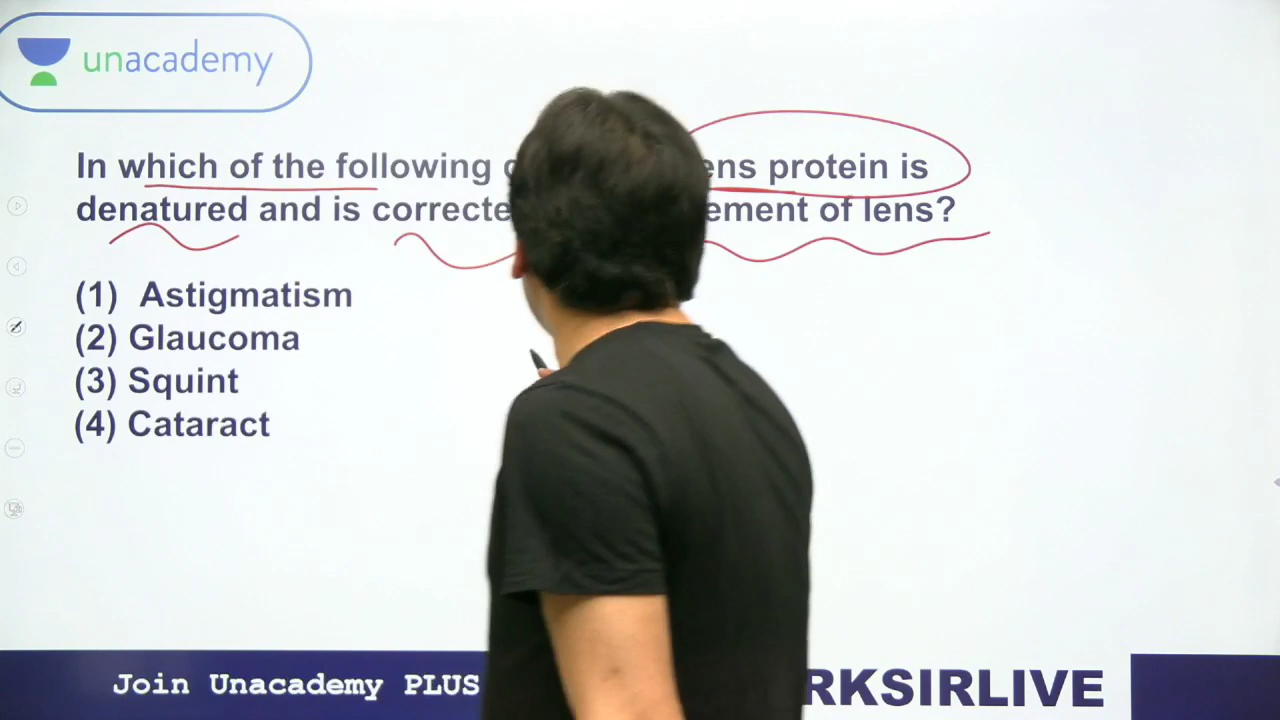 unacademy
In which of the following lens protein is
denatured and is corrected ement of lens?
(1) Astigmatism
(2) Glaucoma
(3) Squint
(4) Cataract
Join Unacademy PLUS RKSIRLIVE